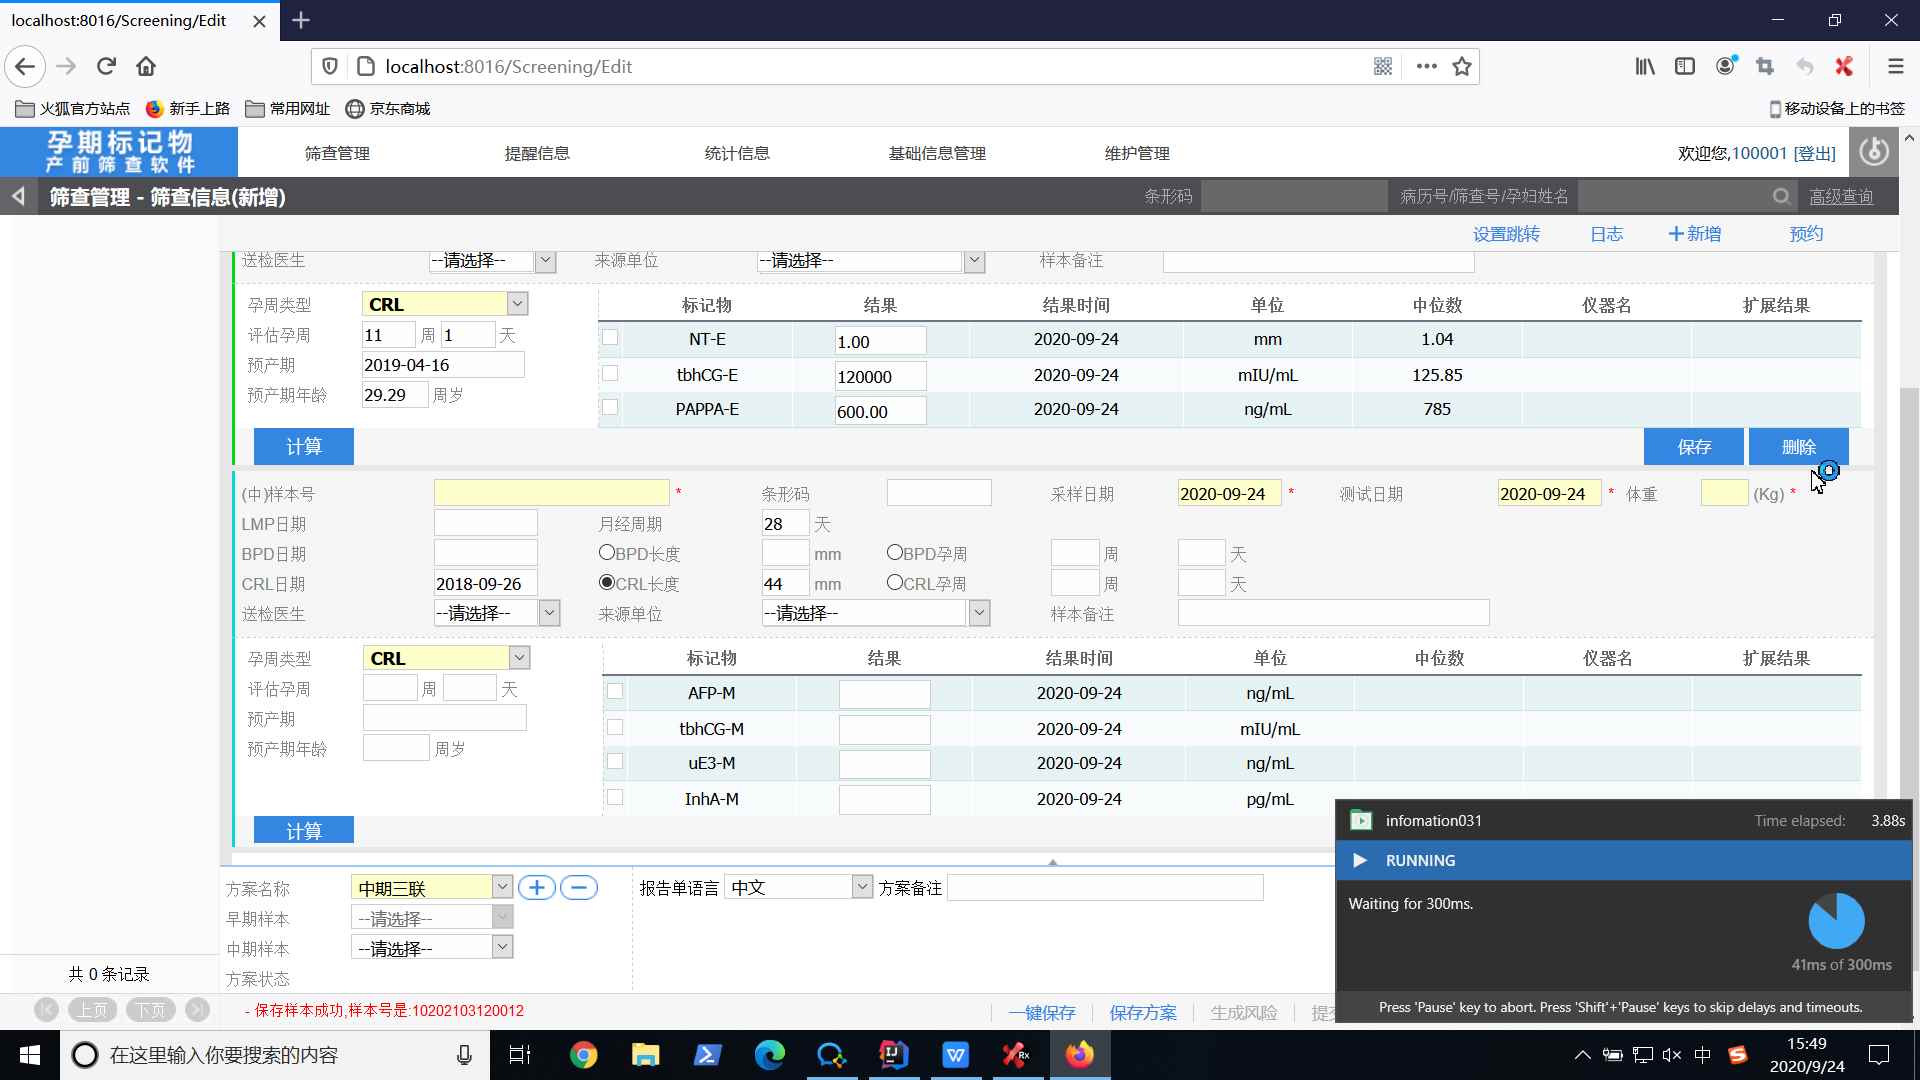 localhost:8016/Screening/Edit
localhost:8016/Screening/Edit
火狐官方站点 新手上路 常用网址 京东商城 移动设备上的书签
孕期标记物
产前筛查软件
筛查管理 提醒信息 统计信息 基础信息管理 维护管理 欢迎您,100001 [登出]
筛查管理 - 筛查信息(新增) 条形码 病历号/筛查号/孕妇姓名 高级查询
设置跳转 日志 新增 预约
送检医生 --请选择-- 来源单位 --请选择-- 样本备注
孕周类型 CRL 标记物 结果 结果时间 单位 中位数 仪器名 扩展结果
评估孕周 11 周 1 天 NT-E 1.00 2020-09-24 mm 1.04
预产期 2019-04-16 tbhCG-E 120000 2020-09-24 mIU/mL 125.85
预产期年龄 29.29 周岁 PAPPA-E 600.00 2020-09-24 ng/mL 785
计算 保存 删除
(中)样本号 * 条形码 采样日期 2020-09-24 * 测试日期 2020-09-24 * 体重 (Kg) *
LMP日期 月经周期 28 天
BPD日期 BPD长度 mm BPD孕周 周 天
CRL日期 2018-09-26 CRL长度 44 mm CRL孕周 周 天
送检医生 --请选择-- 来源单位 --请选择-- 样本备注
孕周类型 CRL 标记物 结果 结果时间 单位 中位数 仪器名 扩展结果
评估孕周 周 天 AFP-M 2020-09-24 ng/mL
预产期 tbhCG-M 2020-09-24 mIU/mL
预产期年龄 周岁 uE3-M 2020-09-24 ng/mL
InhA-M 2020-09-24 pg/mL
计算
infomation031 Time elapsed: 3.88s
RUNNING
Waiting for 300ms.
41ms of 300ms
Press 'Pause' key to abort. Press 'Shift'+'Pause' keys to skip delays and timeouts.
方案名称 中期三联 报告单语言 中文 方案备注
早期样本 --请选择--
中期样本 --请选择--
方案状态
共 0 条记录
上页 下页
- 保存样本成功,样本号是:10202103120012 一键保存 保存方案 生成风险
在这里输入你要搜索的内容
中
15:49
2020/9/24